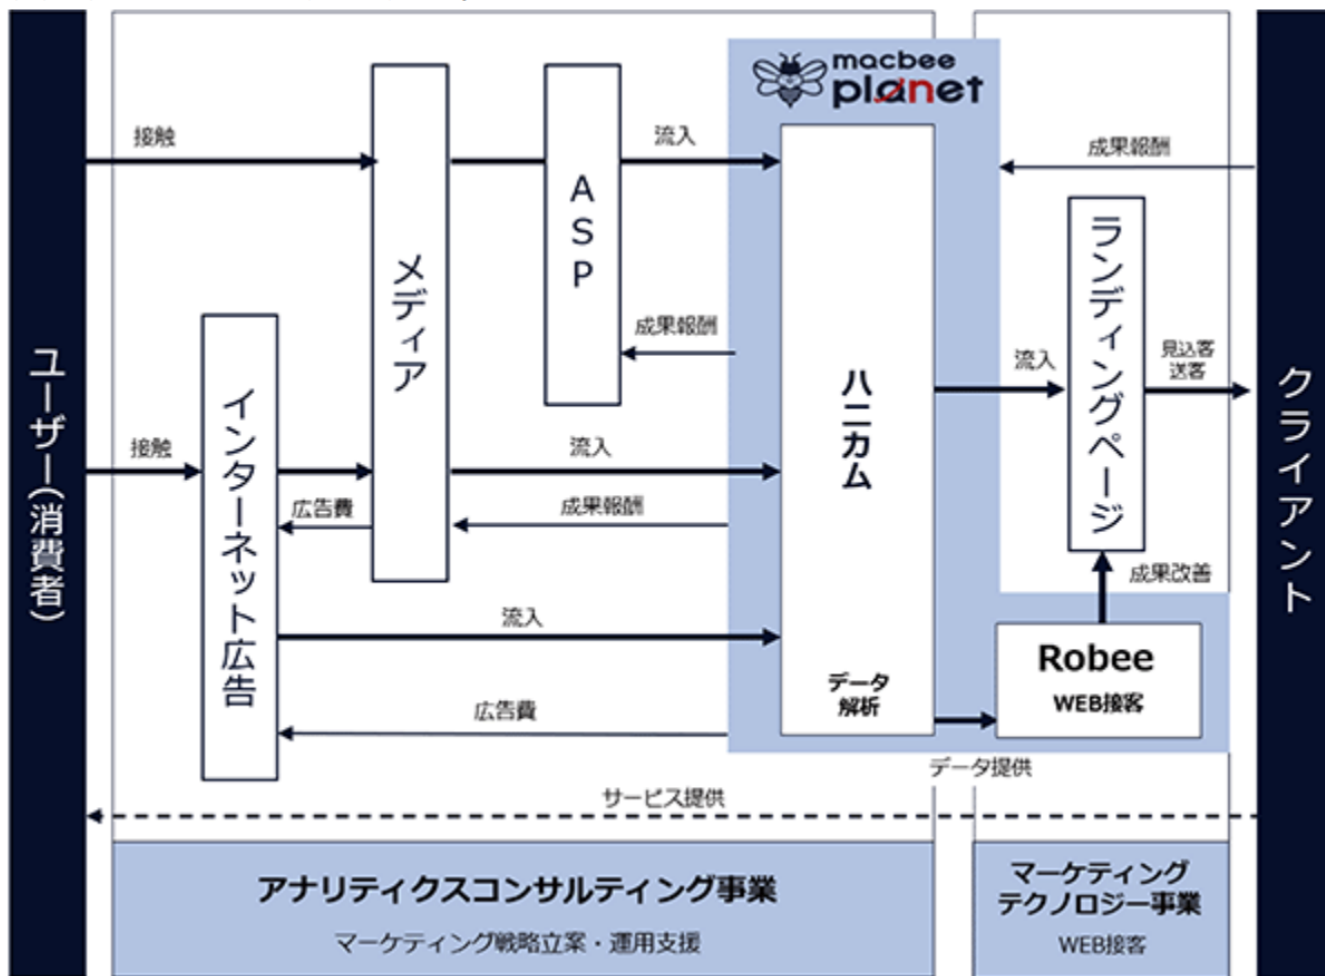 macbee
planet
接触
流入
成果報酬
ASP
メディア
ランディングページ
成果報酬
ユーザー(消費者)
インターネット広告
ハニカム
流入
見込客
送客
クライアント
接触
流入
広告費
成果報酬
成果改善
流入
Robee
WEB接客
データ
解析
広告費
データ提供
サービス提供
アナリティクスコンサルティング事業
マーケティング戦略立案・運用支援
マーケティング
テクノロジー事業
WEB接客